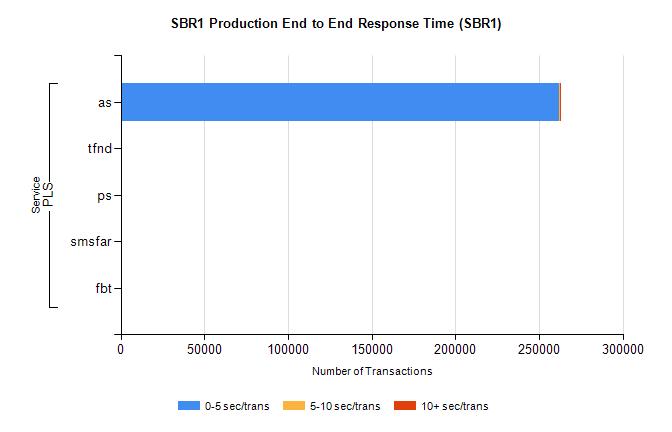 SBR1 Production End to End Response Time (SBR1)
Service
PLS
as
tfnd
ps
smsfar
fbt
0 50000 100000 150000 200000 250000 300000
Number of Transactions
0-5 sec/trans 5-10 sec/trans 10+ sec/trans